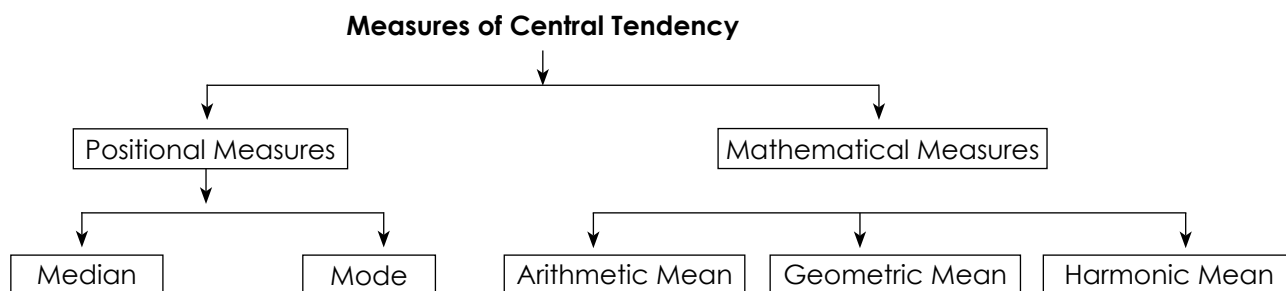 Measures of Central Tendency
Positional Measures
Mathematical Measures
Median
Mode
Arithmetic Mean
Geometric Mean
Harmonic Mean